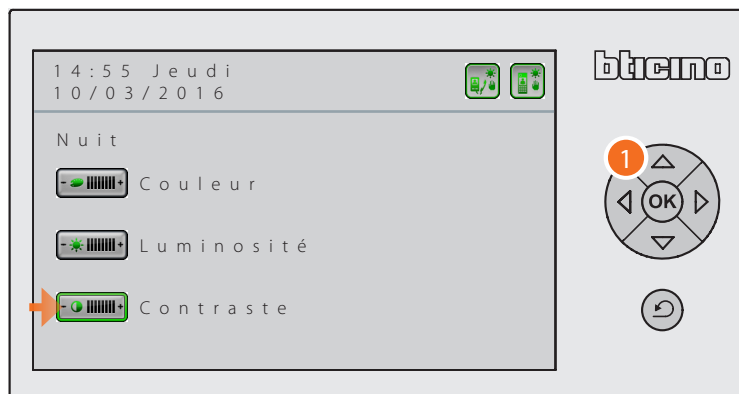 14:55 Jeudi
10/03/2016
bticino
Nuit
- + Couleur
- + Luminosité
- + Contraste
1
OK